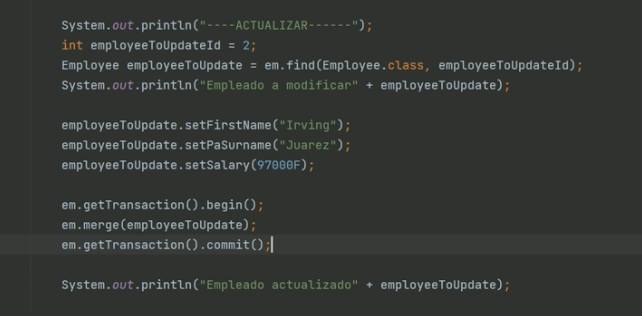 System.out.println("----ACTUALIZAR------");
int employeeToUpdateId = 2;
Employee employeeToUpdate = em.find(Employee.class, employeeToUpdateId);
System.out.println("Empleado a modificar" + employeeToUpdate);
employeeToUpdate.setFirstName("Irving");
employeeToUpdate.setPaSurname("Juarez");
employeeToUpdate.setSalary(97000F);
em.getTransaction().begin();
em.merge(employeeToUpdate);
em.getTransaction().commit();
System.out.println("Empleado actualizado" + employeeToUpdate);